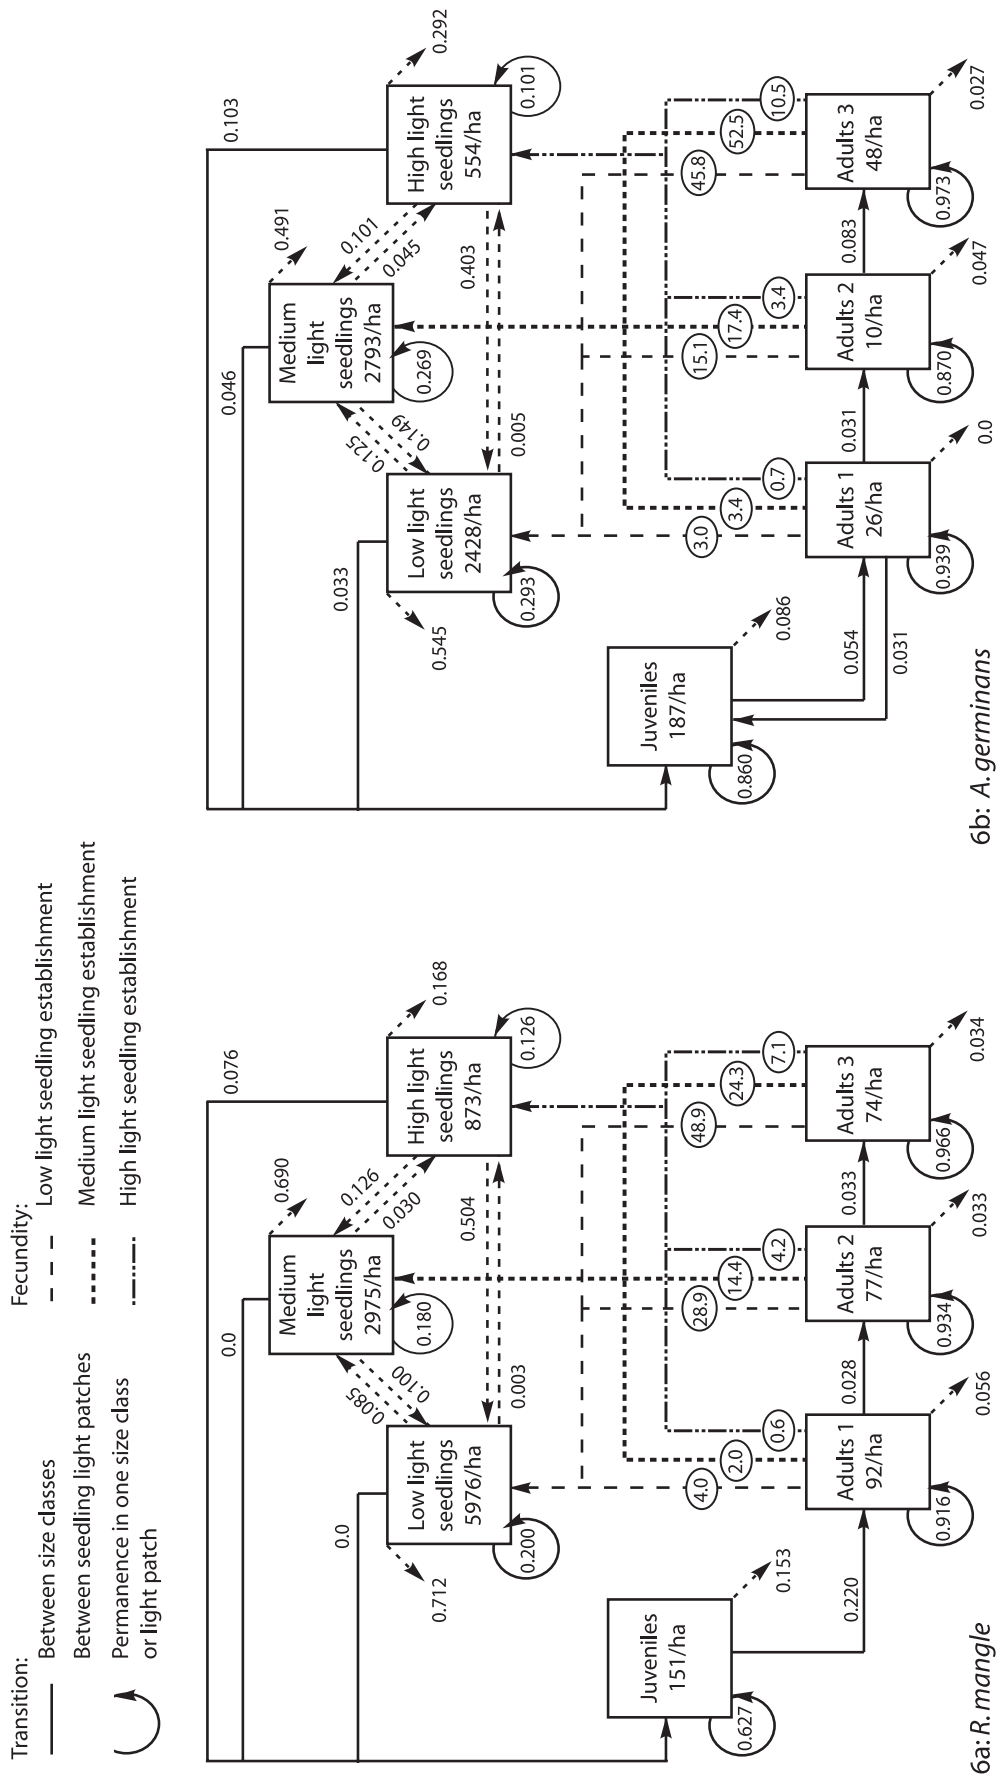 Transition:
Between size classes
Between seedling light patches
Permanence in one size class
or light patch
Fecundity:
Low light seedling establishment
Medium light seedling establishment
High light seedling establishment
0.076
0.0
0.0
0.690
Medium
light
seedlings
2975/ha
0.180
0.126
0.030
0.085
0.100
0.168
High light
seedlings
873/ha
0.126
0.504
0.003
Low light
seedlings
5976/ha
0.200
0.712
Juveniles
151/ha
0.627
0.153
0.220
4.0
2.0
0.6
28.9
14.4
4.2
48.9
24.3
7.1
Adults 1
92/ha
0.916
0.056
0.028
Adults 2
77/ha
0.934
0.033
0.033
Adults 3
74/ha
0.966
0.034
6a: R. mangle
0.103
0.046
0.033
0.491
Medium
light
seedlings
2793/ha
0.269
0.101
0.045
0.125
0.149
0.292
High light
seedlings
554/ha
0.101
0.403
0.005
Low light
seedlings
2428/ha
0.293
0.545
Juveniles
187/ha
0.860
0.086
0.054
0.031
3.0
3.4
0.7
15.1
17.4
3.4
45.8
52.5
10.5
Adults 1
26/ha
0.939
0.0
0.031
Adults 2
10/ha
0.870
0.047
0.083
Adults 3
48/ha
0.973
0.027
6b: A. germinans